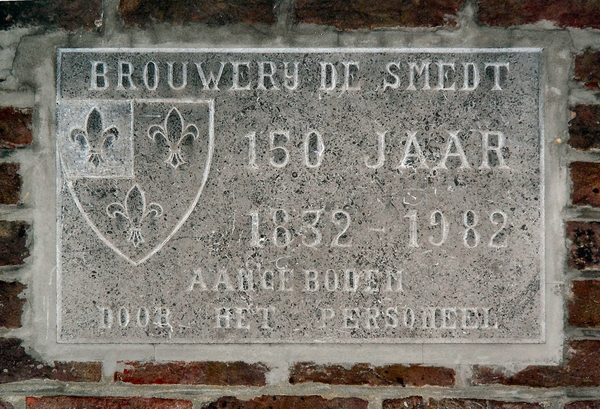 BROUWERY DE SMEDT
150 JAAR
1832 - 1982
AANGEBODEN
DOOR HET PERSONEEL